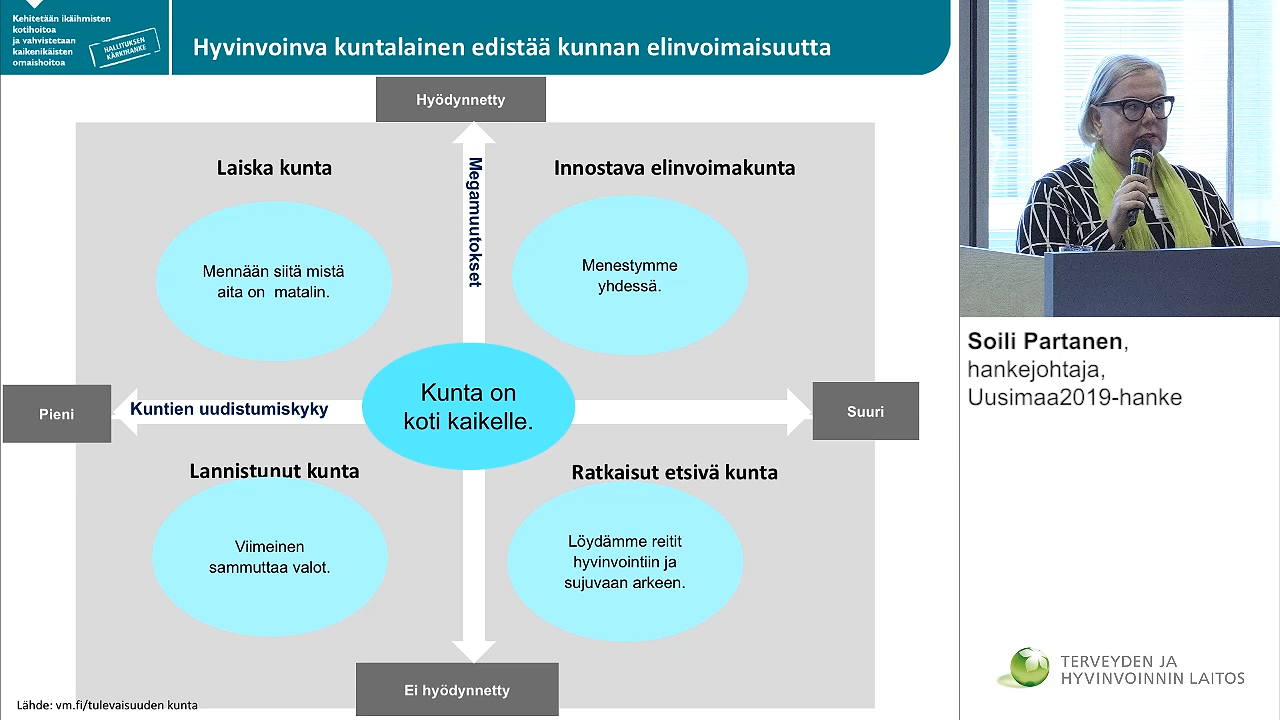 Kehitetään ikäihmisten
kotihoitoa
ja vahvistetaan
kaikenikäisten
omaishoitoa
HALLITUKSEN
KÄRKIHANKE
Hyvinvoiva kuntalainen edistää kunnan elinvoimaisuutta
Hyödynnetty
Laiska kunta
Innostava elinvoimakunta
Megamuutokset
Mennään siitä mistä
aita on matalin.
Menestymme
yhdessä.
Pieni
Kuntien uudistumiskyky
Kunta on
koti kaikelle.
Suuri
Lannistunut kunta
Ratkaisut etsivä kunta
Viimeinen
sammuttaa valot.
Löydämme reitit
hyvinvointiin ja
sujuvaan arkeen.
Ei hyödynnetty
Lähde: vm.fi/tulevaisuuden kunta
Soili Partanen,
hankejohtaja,
Uusimaa2019-hanke
TERVEYDEN JA
HYVINVOINNIN LAITOS